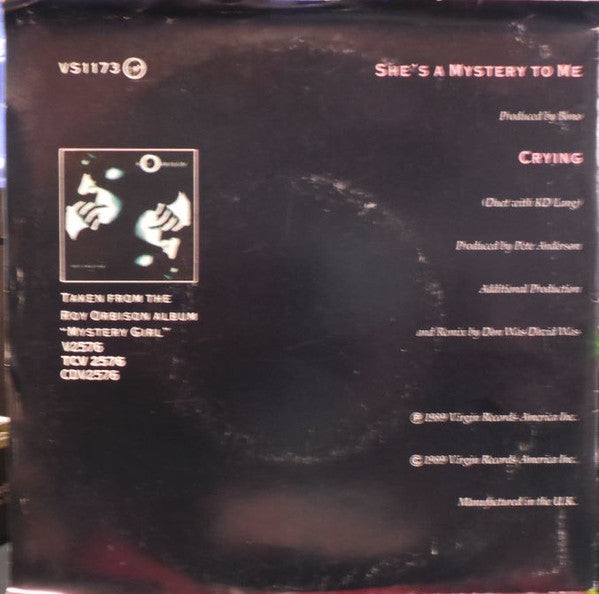 VS1173
SHE'S A MYSTERY TO ME
Produced by Bono
CRYING
(Duet with KD Lang)
Produced by Pete Anderson
Additional Production
and Remix by Don Was David Was
TAKEN FROM THE
ROY ORBISON ALBUM
"MYSTERY GIRL"
V2576
TCV 2576
CDV2576
℗ 1989 Virgin Records America Inc.
© 1989 Virgin Records America Inc.
Manufactured in the U.K.